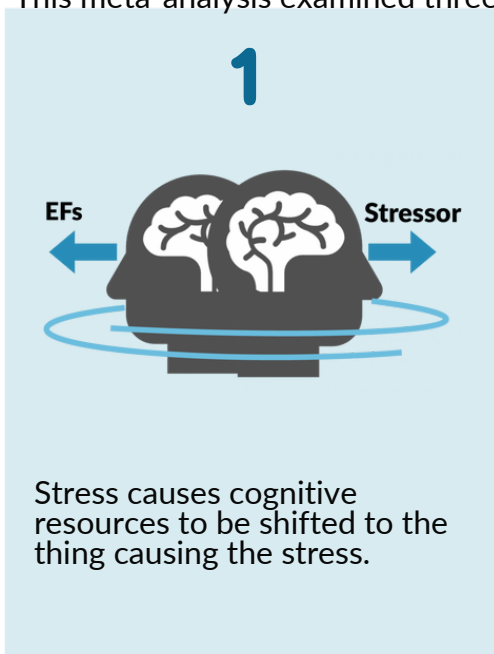 This meta-analysis examined three
1
EFs
Stressor
Stress causes cognitive
resources to be shifted to the
thing causing the stress.